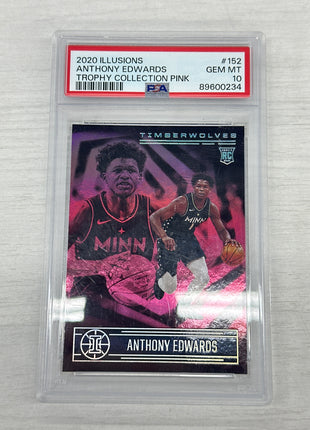 2020 ILLUSIONS #152
ANTHONY EDWARDS GEM MT
TROPHY COLLECTION PINK 10
PSA 89600234
TIMBERWOLVES
RC
MINN
MINN
ANTHONY EDWARDS